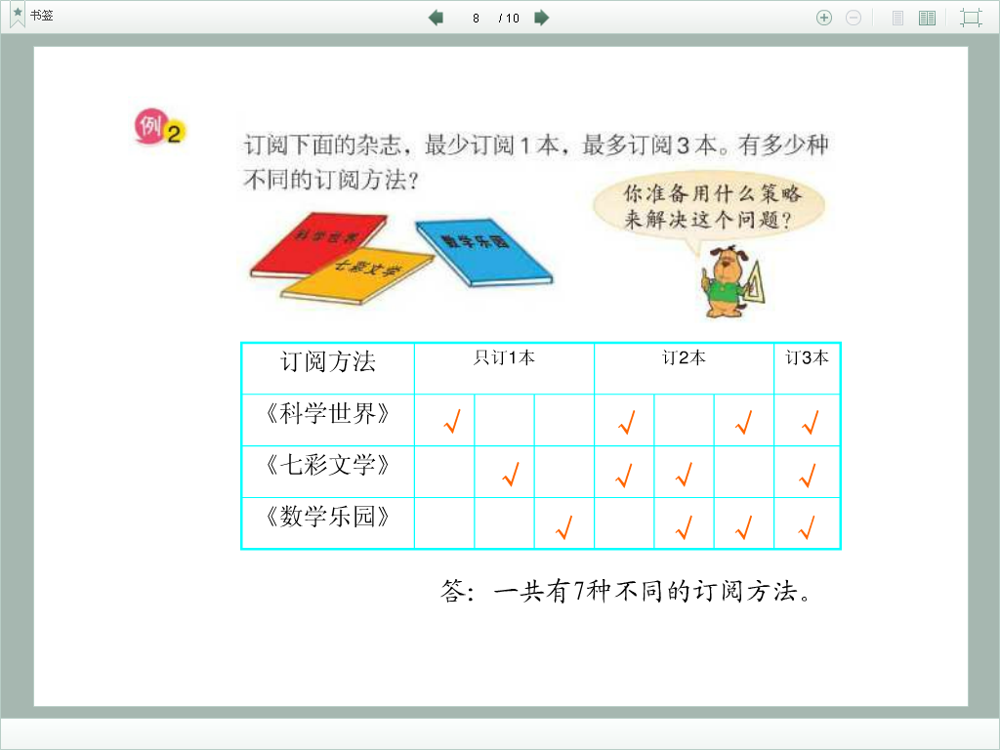 书签
8 / 10
例2
订阅下面的杂志，最少订阅1本，最多订阅3本。有多少种
不同的订阅方法？
你准备用什么策略
来解决这个问题？
科学世界
七彩文学
数学乐园
订阅方法 只订1本 订2本 订3本
《科学世界》 √ √ √ √
《七彩文学》 √ √ √ √
《数学乐园》 √ √ √ √
答：一共有7种不同的订阅方法。